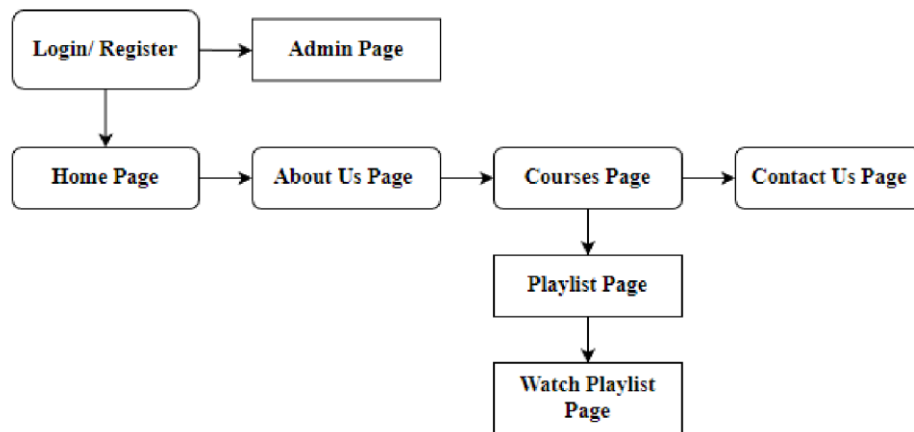 Login/ Register
Admin Page
Home Page
About Us Page
Courses Page
Contact Us Page
Playlist Page
Watch Playlist
Page